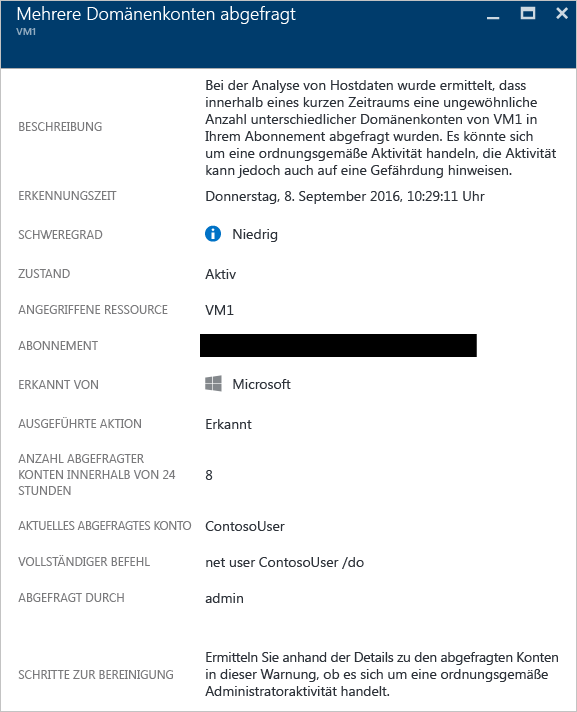 Mehrere Domänenkonten abgefragt
VM1
BESCHREIBUNG
Bei der Analyse von Hostdaten wurde ermittelt, dass
innerhalb eines kurzen Zeitraums eine ungewöhnliche
Anzahl unterschiedlicher Domänenkonten von VM1 in
Ihrem Abonnement abgefragt wurden. Es könnte sich
um eine ordnungsgemäße Aktivität handeln, die Aktivität
kann jedoch auch auf eine Gefährdung hinweisen.
ERKENNUNGSZEIT
Donnerstag, 8. September 2016, 10:29:11 Uhr
SCHWEREGRAD
Niedrig
ZUSTAND
Aktiv
ANGEGRIFFENE RESSOURCE
VM1
ABONNEMENT
ERKANNT VON
Microsoft
AUSGEFÜHRTE AKTION
Erkannt
ANZAHL ABGEFRAGTER
KONTEN INNERHALB VON 24
STUNDEN
8
AKTUELLES ABGEFRAGTES KONTO
ContosoUser
VOLLSTÄNDIGER BEFEHL
net user ContosoUser /do
ABGEFRAGT DURCH
admin
SCHRITTE ZUR BEREINIGUNG
Ermitteln Sie anhand der Details zu den abgefragten Konten
in dieser Warnung, ob es sich um eine ordnungsgemäße
Administratoraktivität handelt.